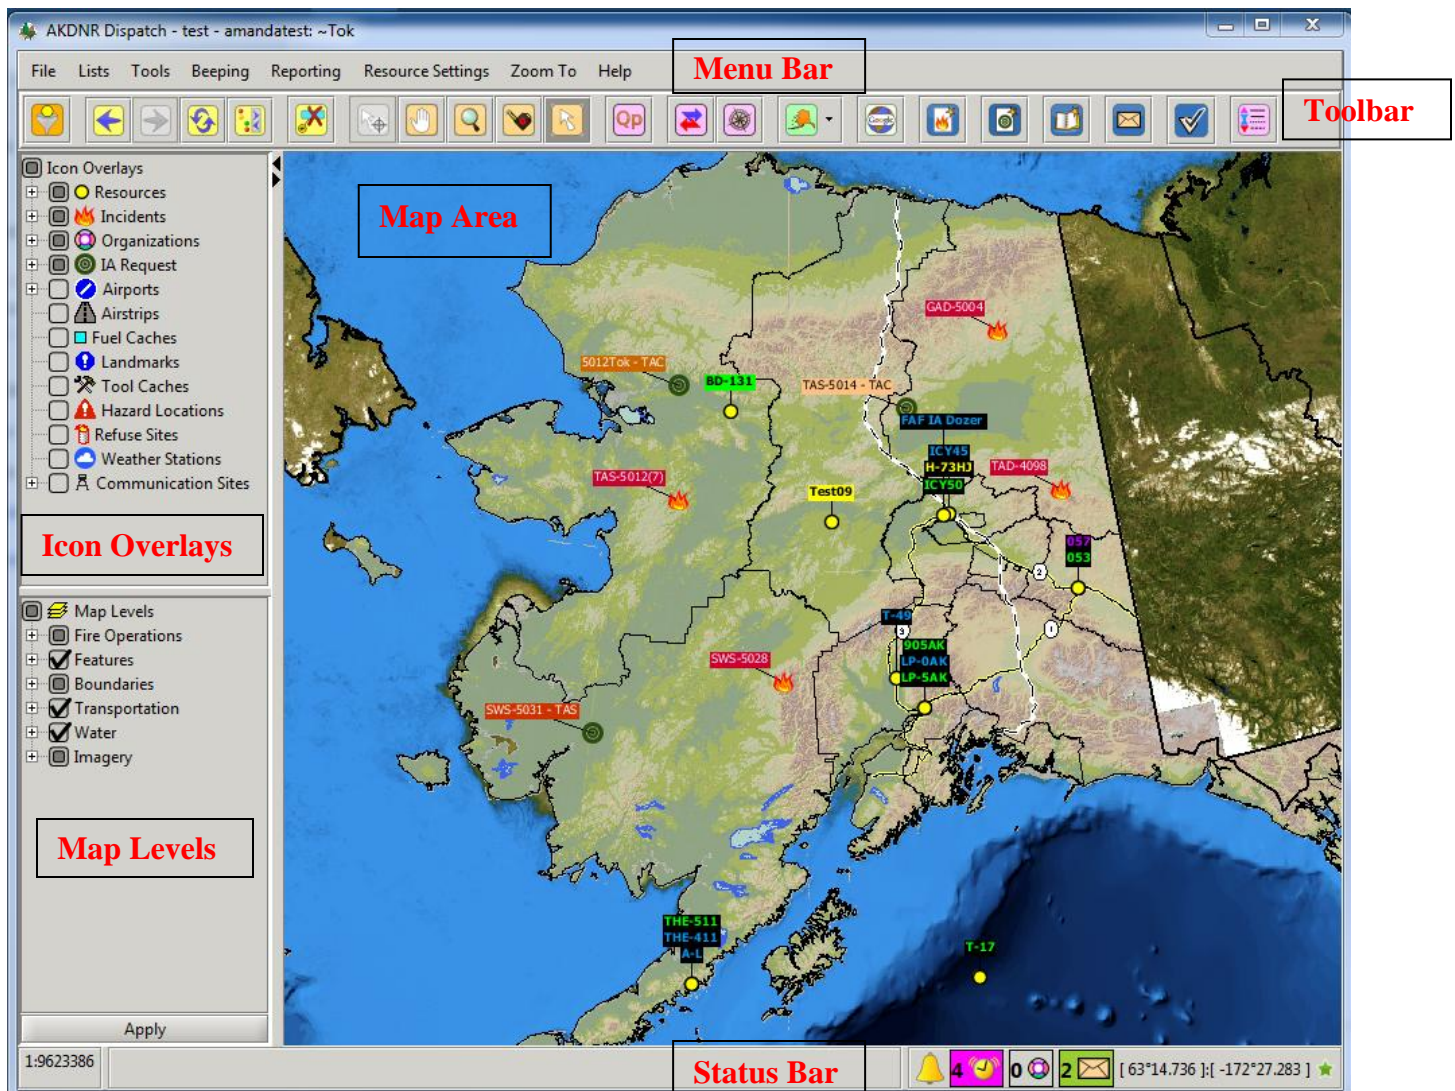 AKDNR Dispatch - test - amandatest: ~Tok
File Lists Tools Beeping Reporting Resource Settings Zoom To Help
Menu Bar
Toolbar
Qp
Google
Icon Overlays
Resources
Incidents
Organizations
IA Request
Airports
Airstrips
Fuel Caches
Landmarks
Tool Caches
Hazard Locations
Refuse Sites
Weather Stations
Communication Sites
Icon Overlays
Map Levels
Fire Operations
Features
Boundaries
Transportation
Water
Imagery
Map Levels
Apply
Map Area
GAD-5004
5012Tok - TAC
BD-131
TAS-5014 - TAC
FAF IA Dozer
ICY45
H-73HJ
ICY50
TAD-4098
TAS-5012(7)
Test09
057
053
2
T-49
3
1
905AK
LP-0AK
LP-5AK
SWS-5028
SWS-5031 - TAS
THE-511
THE-411
A-L
T-17
1:9623386
Status Bar
4 0 2 [ 63°14.736 ]:[ -172°27.283 ]